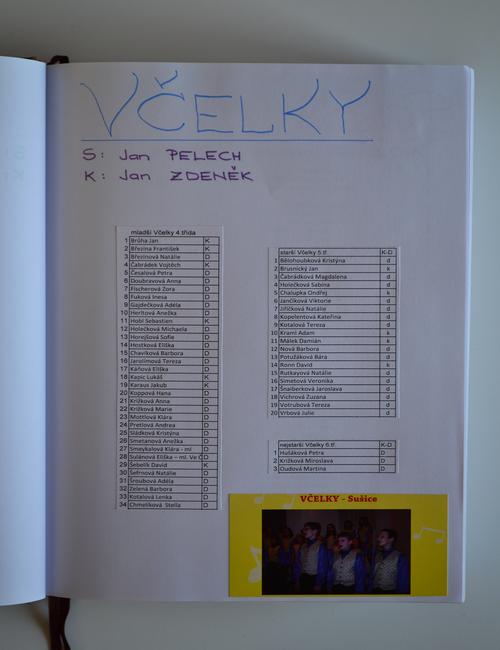 VČELKY
S: Jan PELECH
K: Jan ZDENĚK
mladší Včelky 4.třída
1 Brůha Jan K
2 Březina František K
3 Březinová Natálie D
4 Čabrádek Vojtěch K
5 Česalová Petra D
6 Doubravová Anna D
7 Fischerová Zora D
8 Fuková Inesa D
9 Gajdečková Adéla D
10 Heritová Anežka D
11 Hobl Sebastien K
12 Holečková Michaela D
13 Horejšová Sofie D
14 Hostková Eliška D
15 Chavíková Barbora D
16 Jarolímová Tereza D
17 Káňová Eliška D
18 Kapic Lukáš K
19 Karaus Jakub K
20 Koppová Hana D
21 Krížková Anna D
22 Krížková Marie D
23 Mottlová Klára D
24 Pretlová Andrea D
25 Sládková Kristýna D
26 Smetanová Anežka D
27 Smeykalová Klára - ml D
28 Sulánová Eliška – ml. Ve D
29 Šebelík David K
30 Šefrnová Natálie D
31 Šroubová Adéla D
32 Zelená Barbora D
33 Kotalová Lenka D
34 Chmelíková Stella D
starší Včelky 5.tř. K-D
1 Bělohoubková Kristýna d
2 Brusnický Jan k
3 Čabrádková Magdalena d
4 Holečková Sabina d
5 Chalupka Ondřej k
6 Jančíková Viktorie d
7 Jiříčková Natálie d
8 Kopelentová Kateřina d
9 Kotalová Tereza d
10 Kraml Adam k
11 Málek Damián k
12 Nová Barbora d
13 Potužáková Bára d
14 Ronn David k
15 Rutkayová Natálie d
16 Simetová Veronika d
17 Šnaiberková Jaroslava d
18 Vichrová Zuzana d
19 Votrubová Tereza d
20 Vrbová Julie d
nejstarší Včelky 6.tř. K-D
1 Hušáková Petra D
2 Krížková Miroslava D
3 Oudová Martina D
VČELKY - Sušice